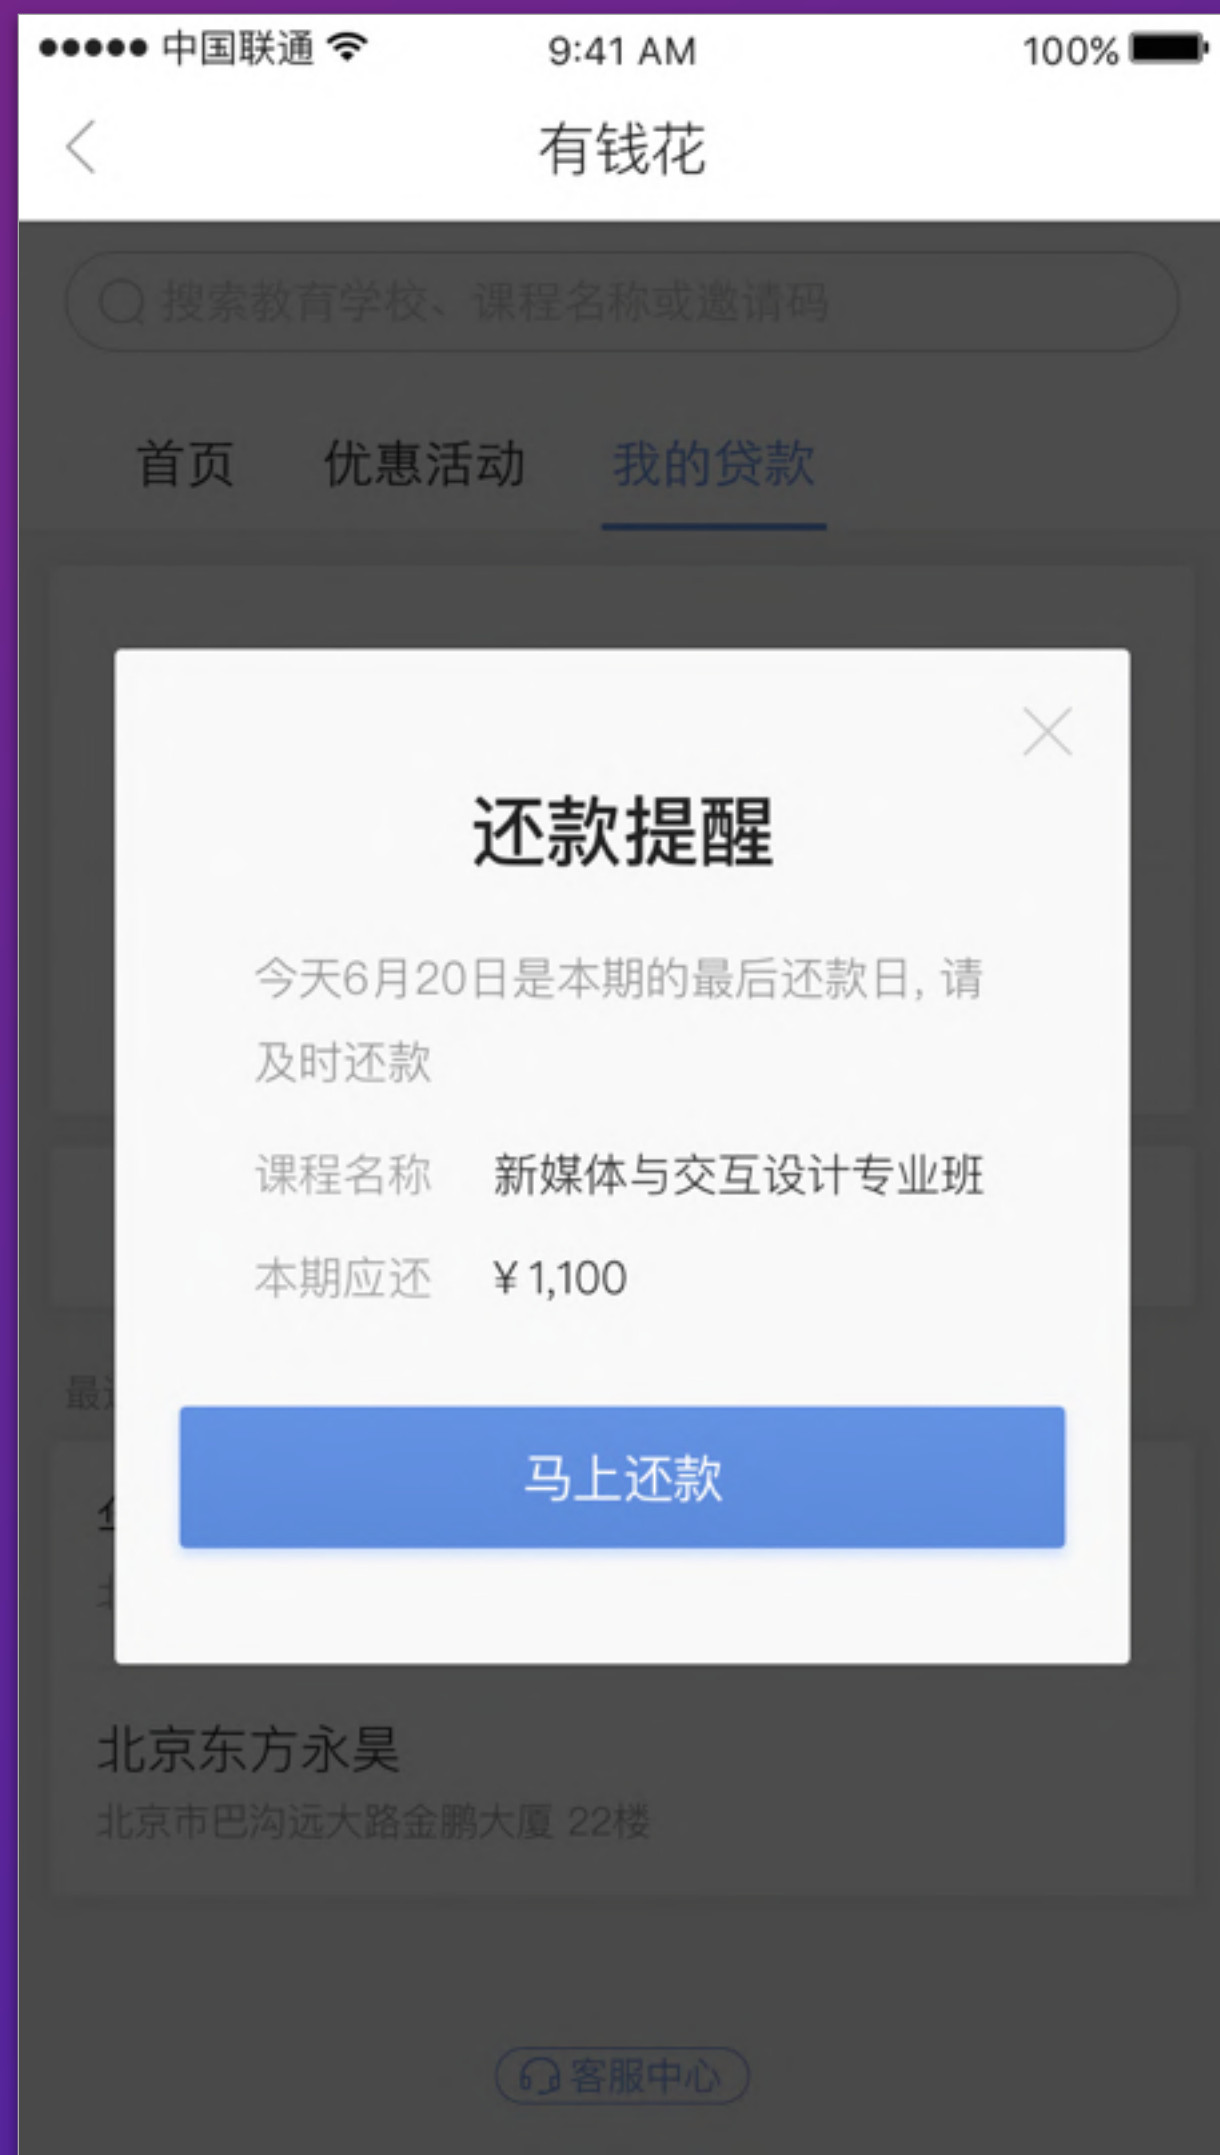 中国联通
9:41 AM
100%
有钱花
搜索教育学校、课程名称或邀请码
首页
优惠活动
我的贷款
还款提醒
今天6月20日是本期的最后还款日, 请
及时还款
课程名称 新媒体与交互设计专业班
本期应还 ¥ 1,100
最
马上还款
北京东方永昊
北京市巴沟远大路金鹏大厦 22楼
客服中心